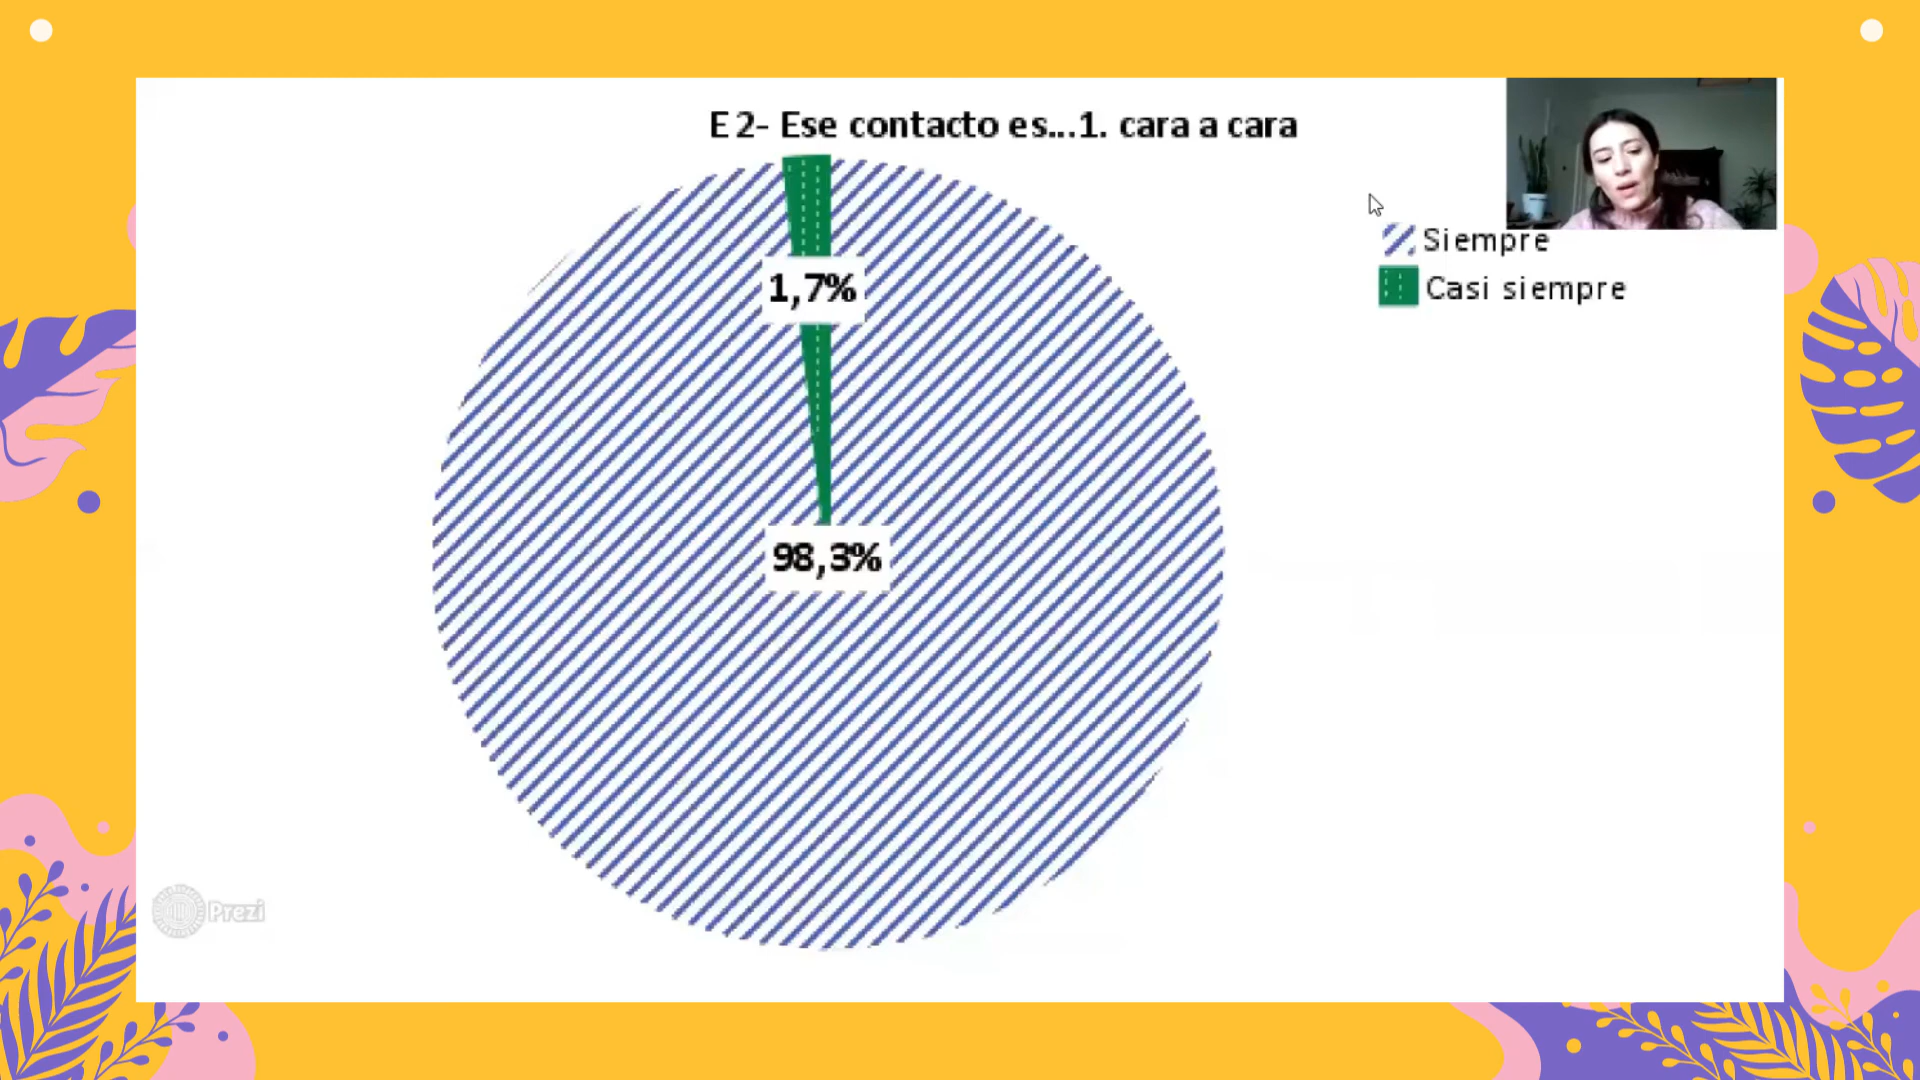 E 2- Ese contacto es...1. cara a cara
Siempre
Casi siempre
1,7%
98,3%
Prezi